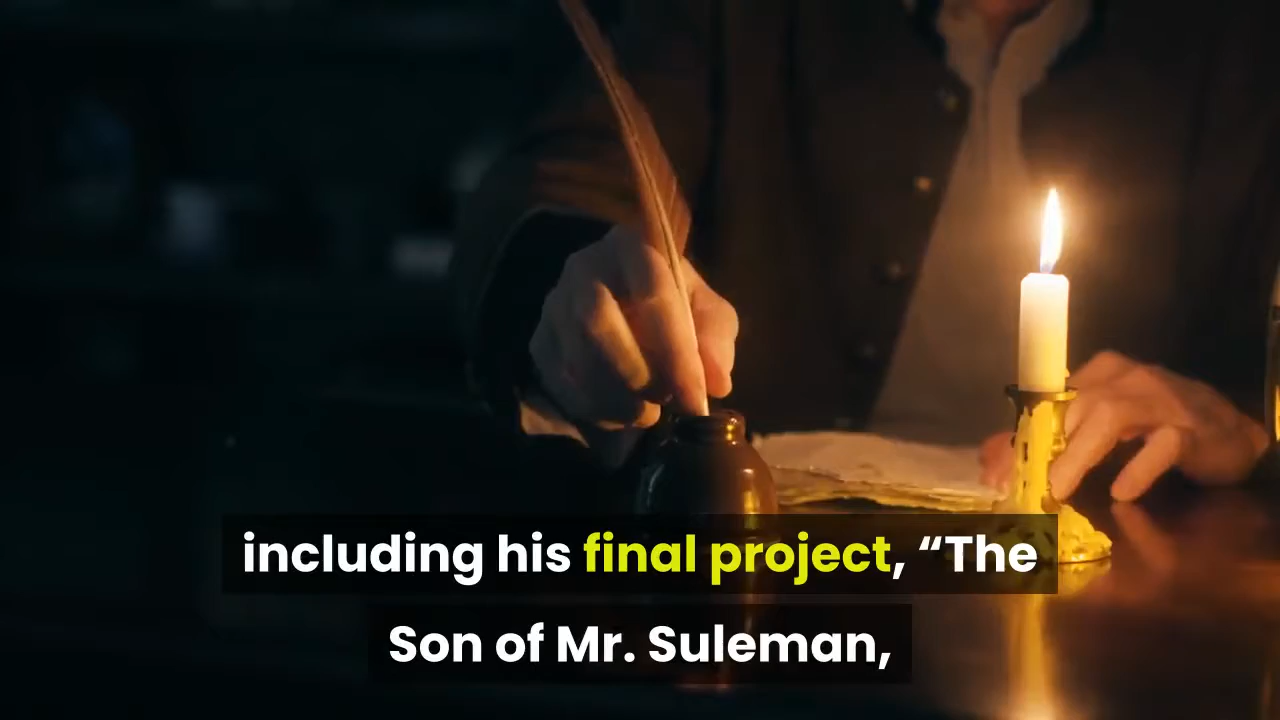 including his final project, “The
Son of Mr. Suleman,